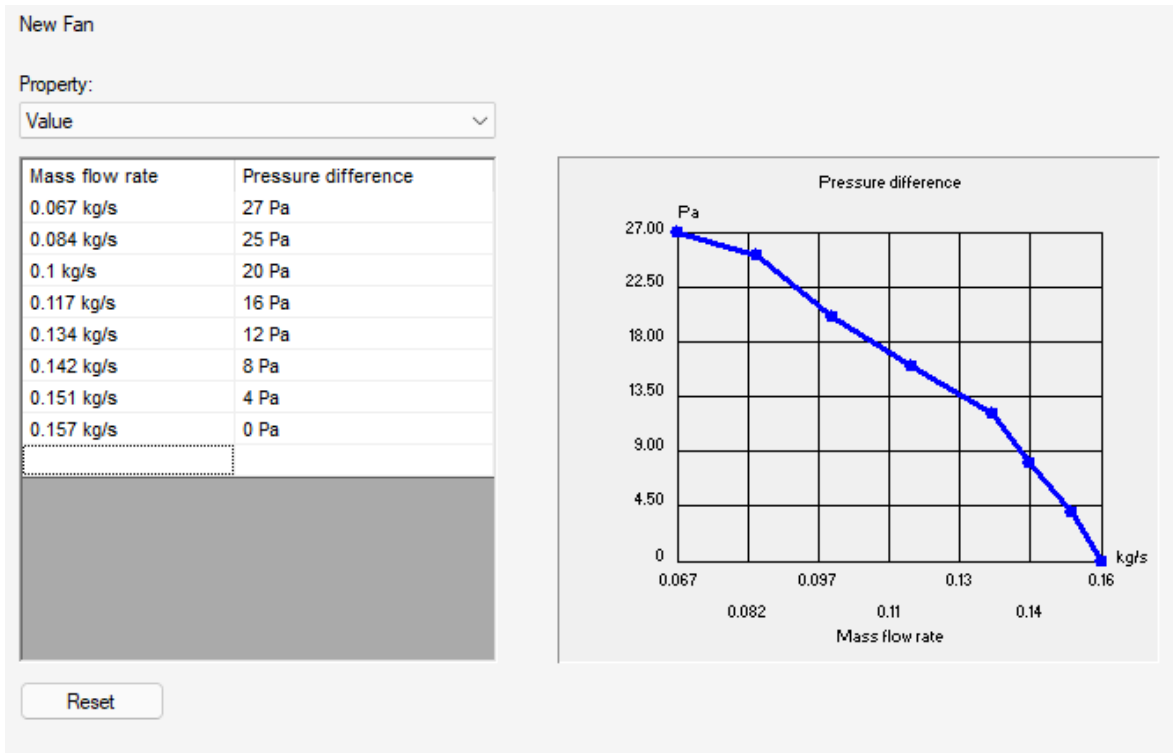 New Fan
Property:
Value
Mass flow rate Pressure difference
0.067 kg/s 27 Pa
0.084 kg/s 25 Pa
0.1 kg/s 20 Pa
0.117 kg/s 16 Pa
0.134 kg/s 12 Pa
0.142 kg/s 8 Pa
0.151 kg/s 4 Pa
0.157 kg/s 0 Pa
Reset
Pressure difference
Pa
27.00
22.50
18.00
13.50
9.00
4.50
0
kg/s
0.067 0.097 0.13 0.16
0.082 0.11 0.14
Mass flow rate